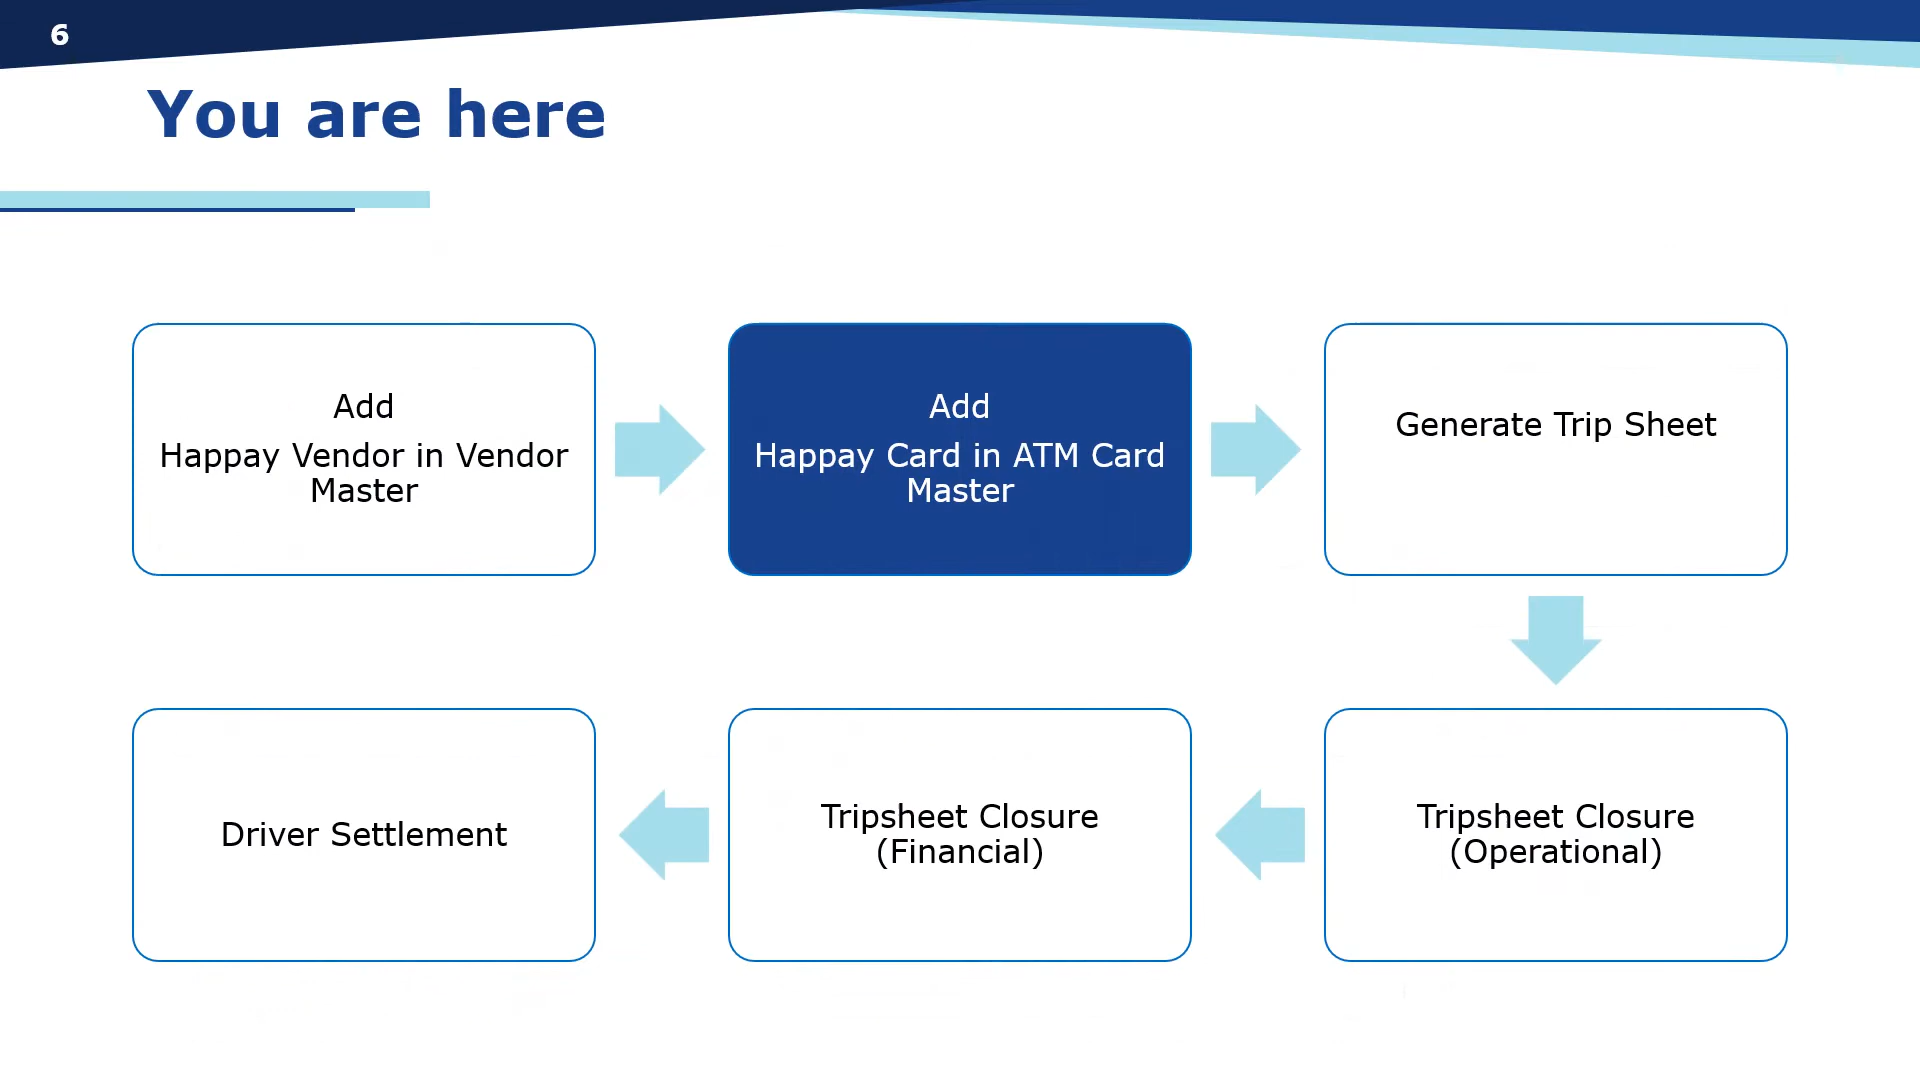 6
You are here
Add
Happay Vendor in Vendor
Master
Add
Happay Card in ATM Card
Master
Generate Trip Sheet
Tripsheet Closure
(Operational)
Tripsheet Closure
(Financial)
Driver Settlement